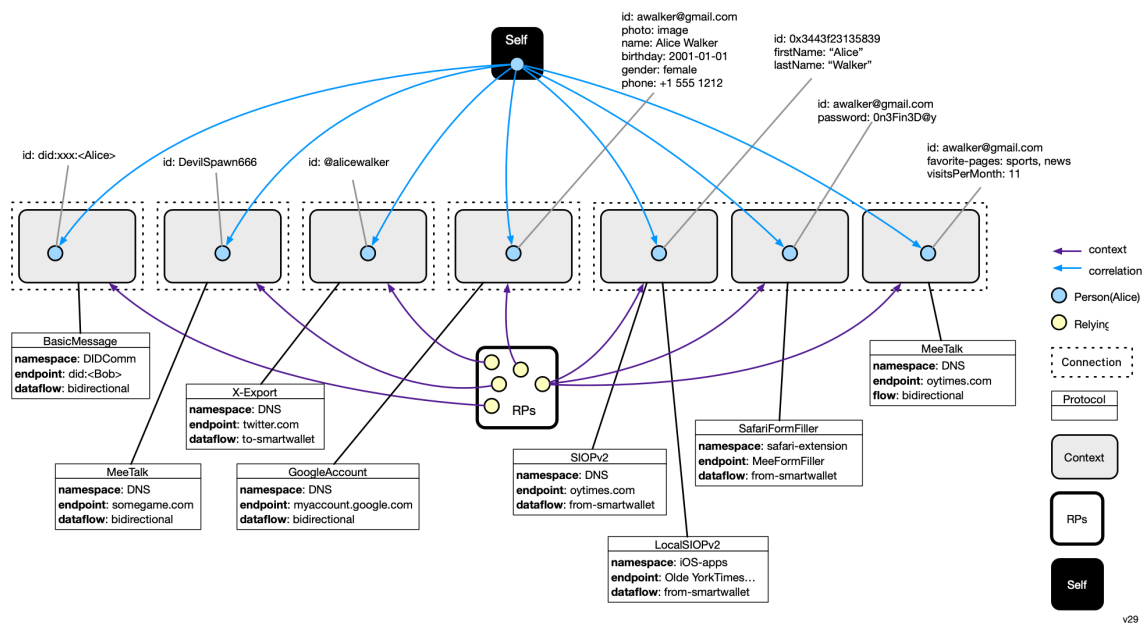 Self
id: awalker@gmail.com
photo: image
name: Alice Walker
birthday: 2001-01-01
gender: female
phone: +1 555 1212
id: 0x3443f23135839
firstName: “Alice”
lastName: “Walker”
id: awalker@gmail.com
password: 0n3Fin3D@y
id: awalker@gmail.com
favorite-pages: sports, news
visitsPerMonth: 11
id: did:xxx:<Alice>
id: DevilSpawn666
id: @alicewalker
context
correlation
Person(Alice)
Relying
Connection
Protocol
Context
RPs
Self
BasicMessage
namespace: DIDComm
endpoint: did:<Bob>
dataflow: bidirectional
X-Export
namespace: DNS
endpoint: twitter.com
dataflow: to-smartwallet
RPs
MeeTalk
namespace: DNS
endpoint: oytimes.com
flow: bidirectional
MeeTalk
namespace: DNS
endpoint: somegame.com
dataflow: bidirectional
GoogleAccount
namespace: DNS
endpoint: myaccount.google.com
dataflow: bidirectional
SIOPv2
namespace: DNS
endpoint: oytimes.com
dataflow: from-smartwallet
SafariFormFiller
namespace: safari-extension
endpoint: MeeFormFiller
dataflow: from-smartwallet
LocalSIOPv2
namespace: iOS-apps
endpoint: Olde YorkTimes...
dataflow: from-smartwallet
v29